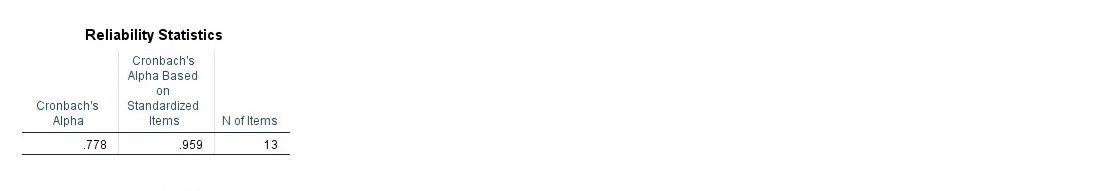 Reliability Statistics
Cronbach's
Alpha
Cronbach's
Alpha Based
on
Standardized
Items
N of Items
.778
.959
13